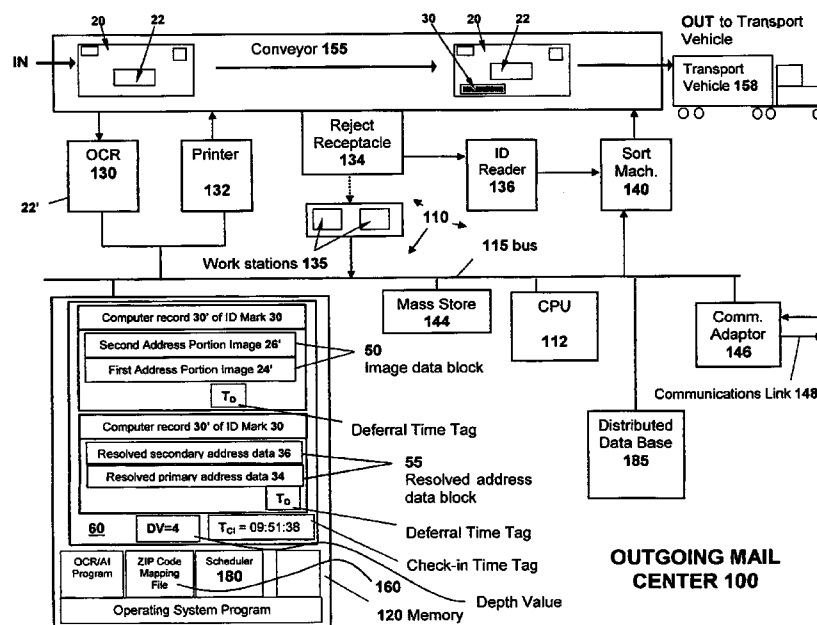 20
22
30
20
22
OUT to Transport
Vehicle
IN
Conveyor 155
Transport
Vehicle 158
OCR
130
Printer
132
Reject
Receptacle
134
ID
Reader
136
Sort
Mach.
140
22'
110
Work stations 135
115 bus
Mass Store
144
CPU
112
Comm.
Adaptor
146
Communications Link 148
Distributed
Data Base
185
Computer record 30' of ID Mark 30
Second Address Portion Image 26'
First Address Portion Image 24'
50
Image data block
TD
Deferral Time Tag
Computer record 30' of ID Mark 30
Resolved secondary address data 36
Resolved primary address data 34
55
Resolved address
data block
TD
Deferral Time Tag
60
DV=4
TCI = 09:51:38
Check-in Time Tag
OCR/AI
Program
ZIP Code
Mapping
File
Scheduler
180
160
Depth Value
120 Memory
Operating System Program
OUTGOING MAIL
CENTER 100